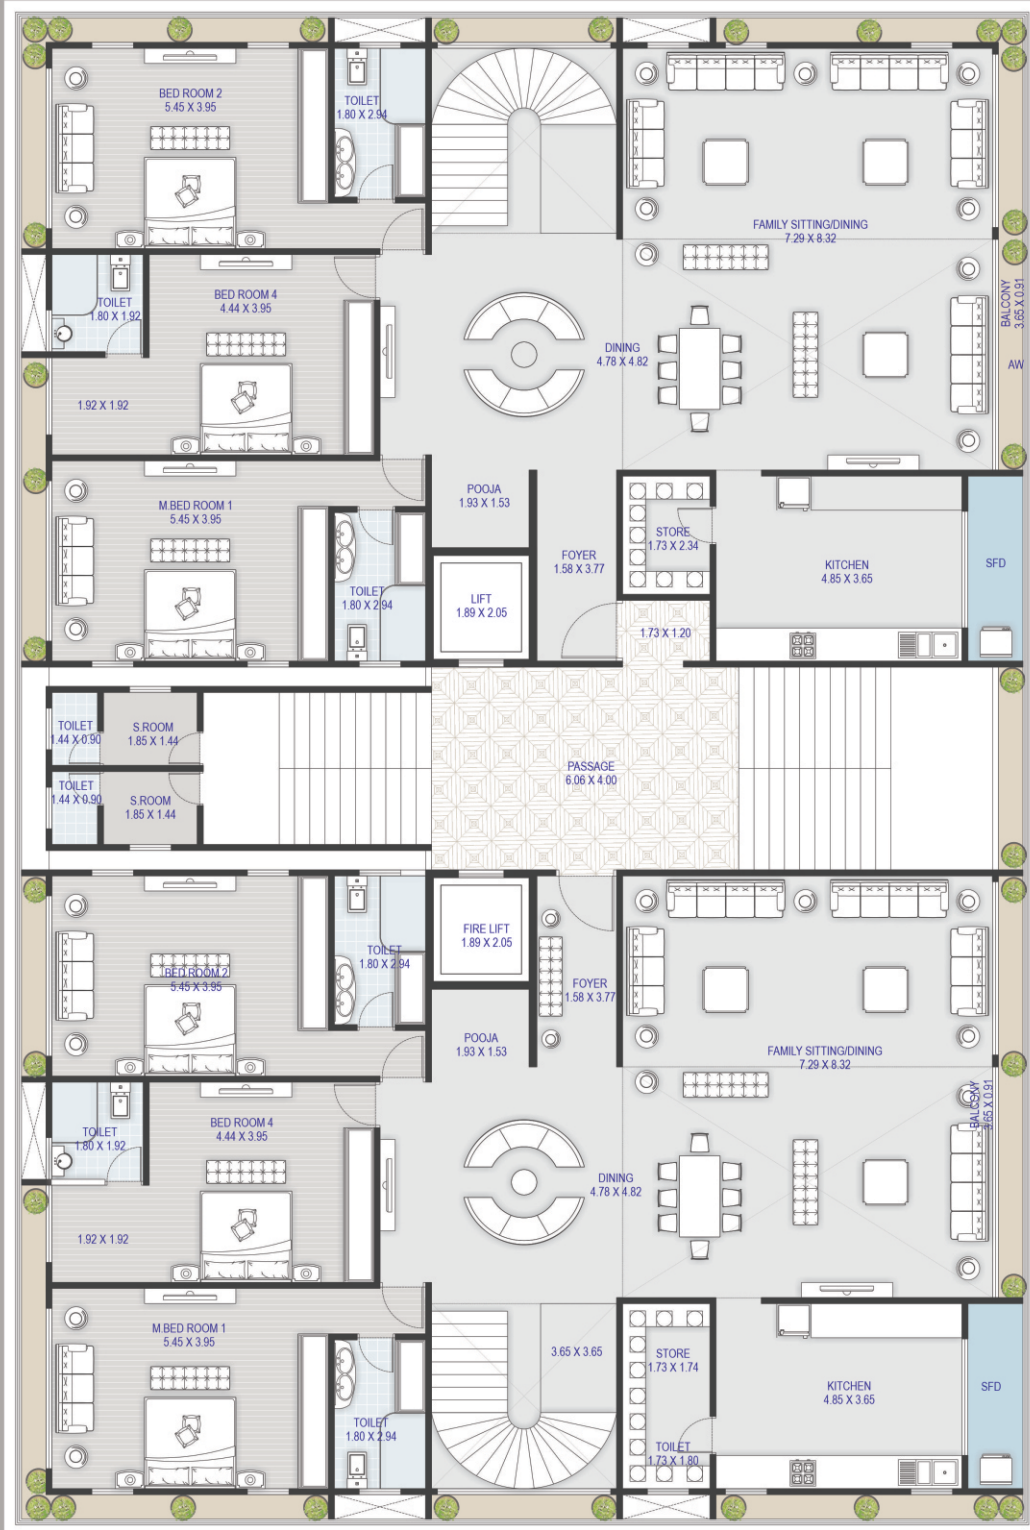 BED ROOM 2
5.45 X 3.95
TOILET
1.80 X 2.94
FAMILY SITTING/DINING
7.29 X 8.32
TOILET
1.80 X 1.92
BED ROOM 4
4.44 X 3.95
BALCONY
3.65 X 0.91
DINING
4.78 X 4.82
AW
1.92 X 1.92
M.BED ROOM 1
5.45 X 3.95
POOJA
1.93 X 1.53
STORE
1.73 X 2.34
FOYER
1.58 X 3.77
KITCHEN
4.85 X 3.65
SFD
TOILET
1.80 X 2.94
LIFT
1.89 X 2.05
1.73 X 1.20
TOILET
1.44 X 0.90
S.ROOM
1.85 X 1.44
PASSAGE
6.06 X 4.00
TOILET
1.44 X 0.90
S.ROOM
1.85 X 1.44
FIRE LIFT
1.89 X 2.05
TOILET
1.80 X 2.94
BED ROOM 2
5.45 X 3.95
FOYER
1.58 X 3.77
POOJA
1.93 X 1.53
FAMILY SITTING/DINING
7.29 X 8.32
BALCONY
3.65 X 0.91
TOILET
1.80 X 1.92
BED ROOM 4
4.44 X 3.95
DINING
4.78 X 4.82
1.92 X 1.92
M.BED ROOM 1
5.45 X 3.95
3.65 X 3.65
STORE
1.73 X 1.74
KITCHEN
4.85 X 3.65
SFD
TOILET
1.80 X 2.94
TOILET
1.73 X 1.80